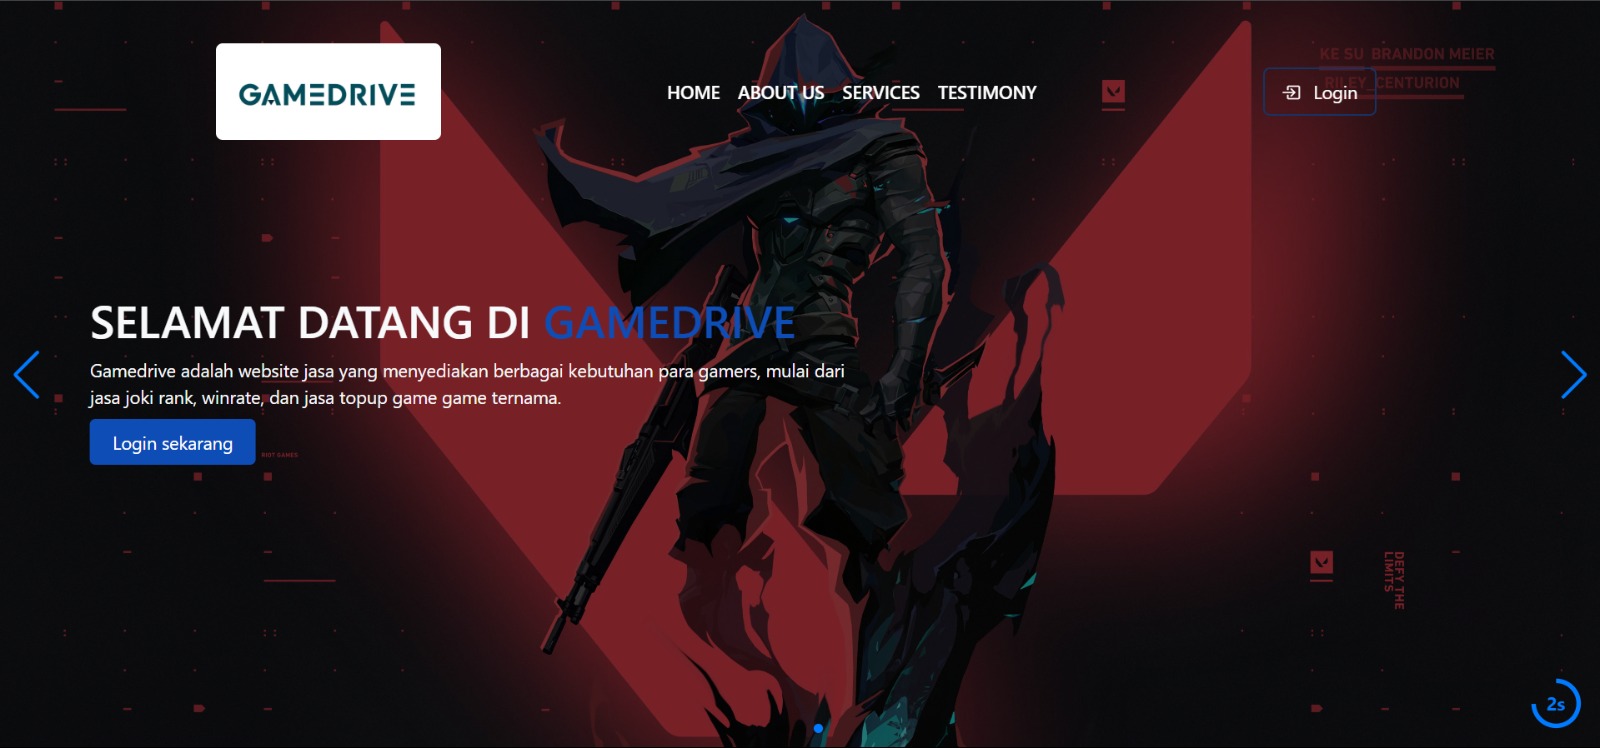 KE SU BRANDON MEIER
RILEY_CENTURION
GAMEDRIVE
HOME ABOUT US SERVICES TESTIMONY
Login
SELAMAT DATANG DI GAMEDRIVE
Gamedrive adalah website jasa yang menyediakan berbagai kebutuhan para gamers, mulai dari
jasa joki rank, winrate, dan jasa topup game game ternama.
Login sekarang
RIOT GAMES
DEFY THE
LIMITS
2s